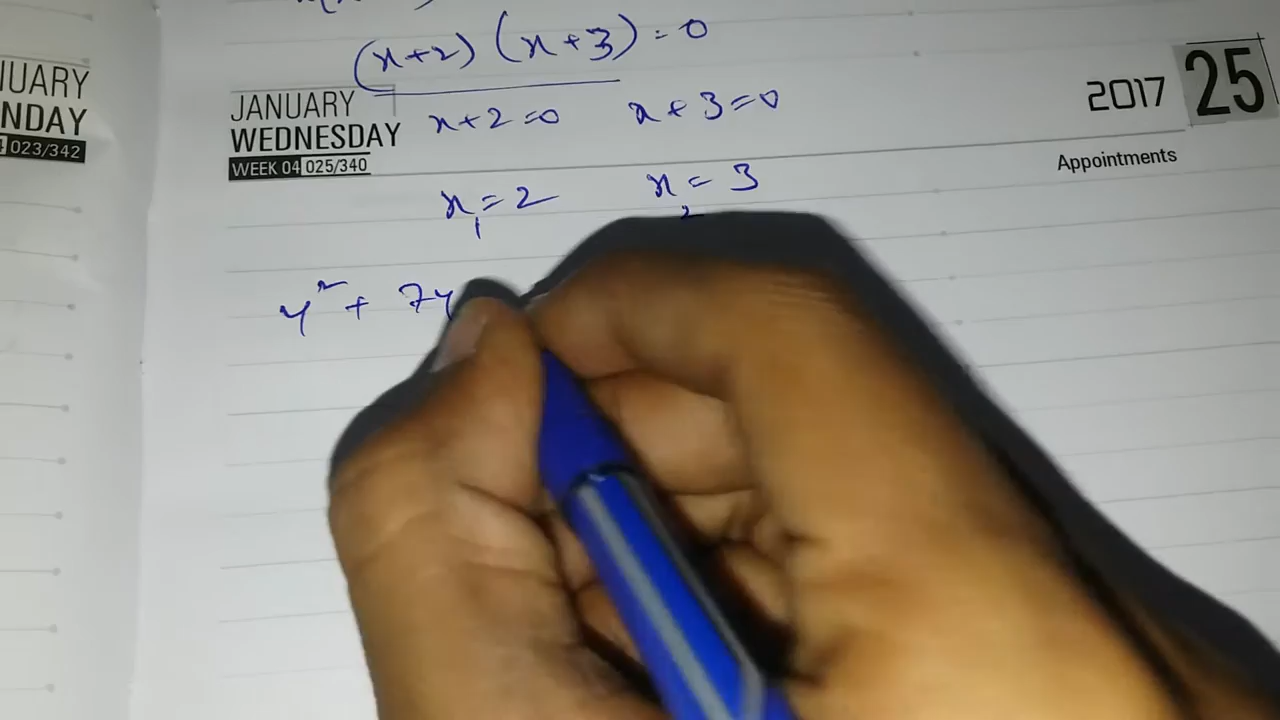 (x+2) (x+3) = 0
JANUARY
WEDNESDAY
WEEK 04 025/340
x+2=0 x+3=0
2017 25
Appointments
x₁=2 x₂=3
y²+ 7y
UARY
NDAY
023/342